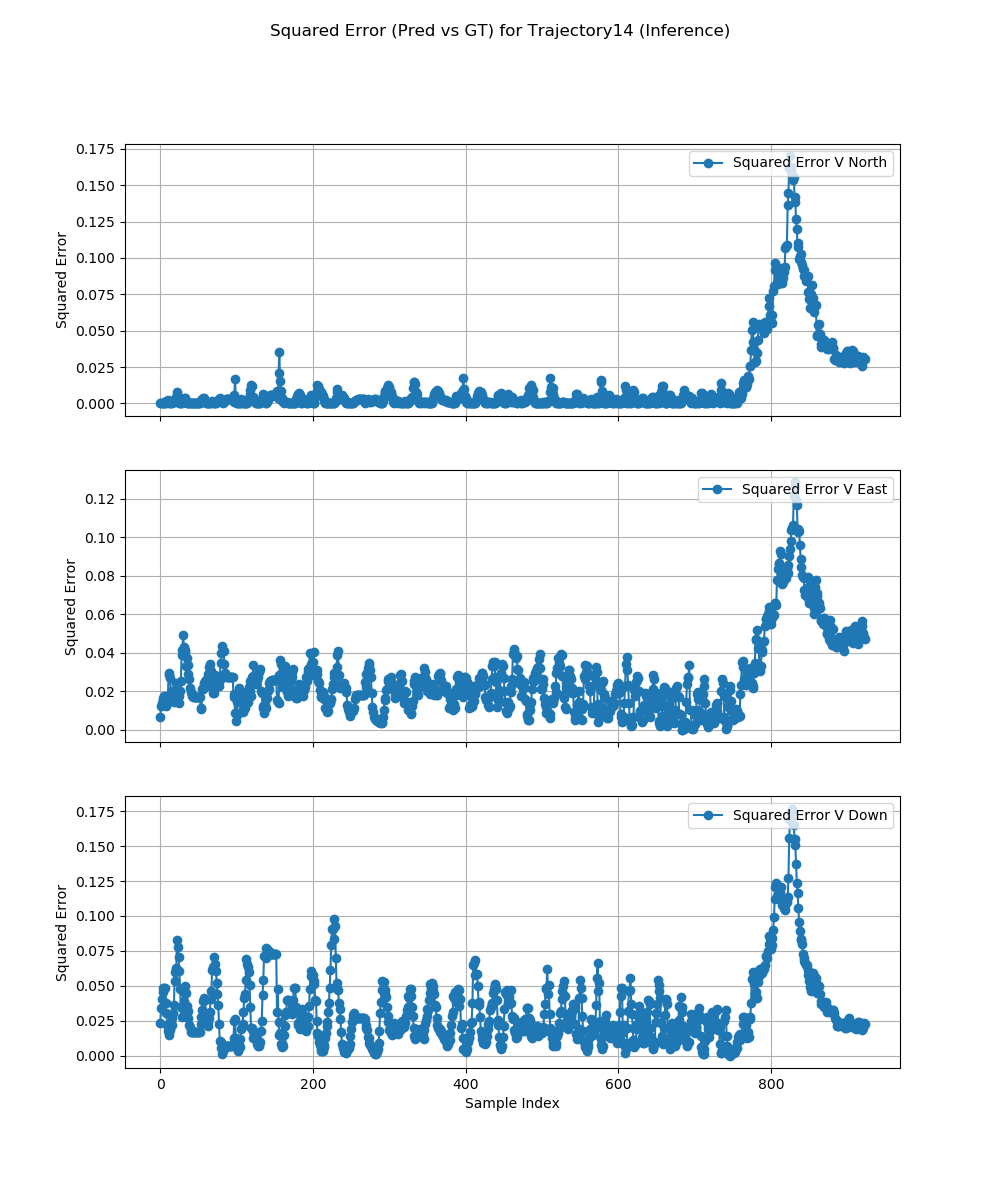 Squared Error (Pred vs GT) for Trajectory14 (Inference)
0.175
0.150
0.125
0.100
0.075
0.050
0.025
0.000
Squared Error
Squared Error V North
0.12
0.10
0.08
0.06
0.04
0.02
0.00
Squared Error
Squared Error V East
0.175
0.150
0.125
0.100
0.075
0.050
0.025
0.000
Squared Error
Squared Error V Down
0 200 400 600 800
Sample Index